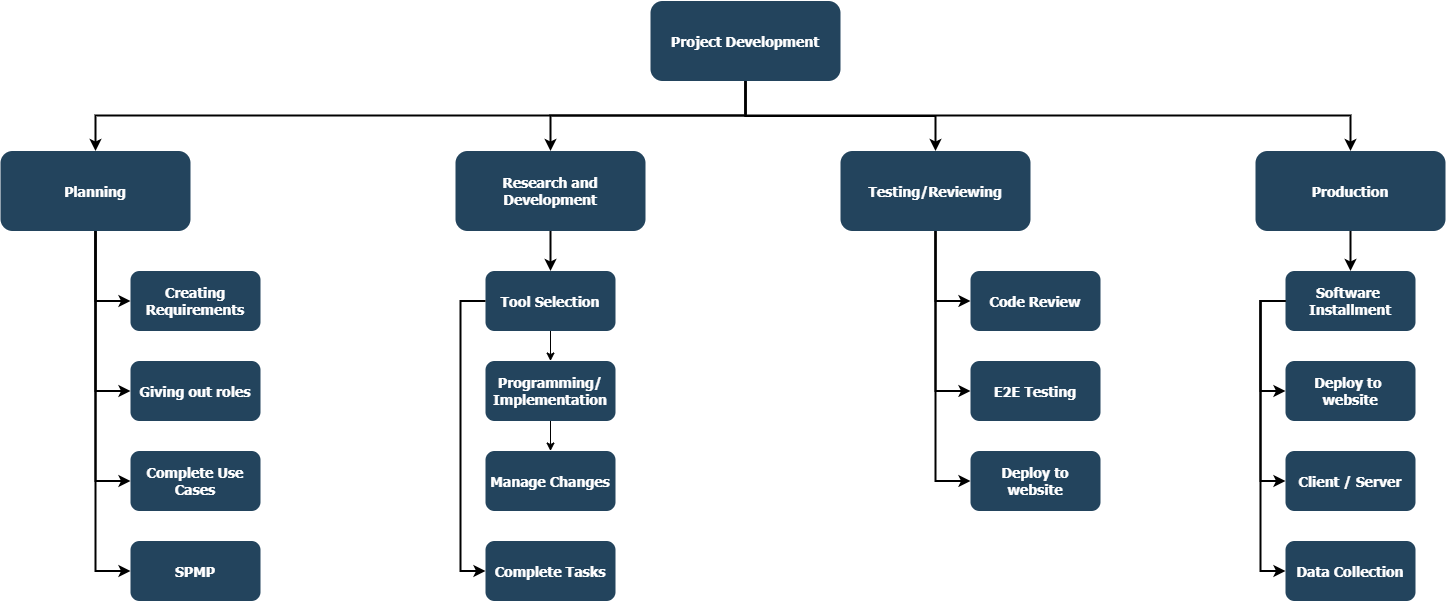 Project Development
Planning
Research and
Development
Testing/Reviewing
Production
Creating
Requirements
Giving out roles
Complete Use
Cases
SPMP
Tool Selection
Programming/
Implementation
Manage Changes
Complete Tasks
Code Review
E2E Testing
Deploy to
website
Software
Installment
Deploy to
website
Client / Server
Data Collection